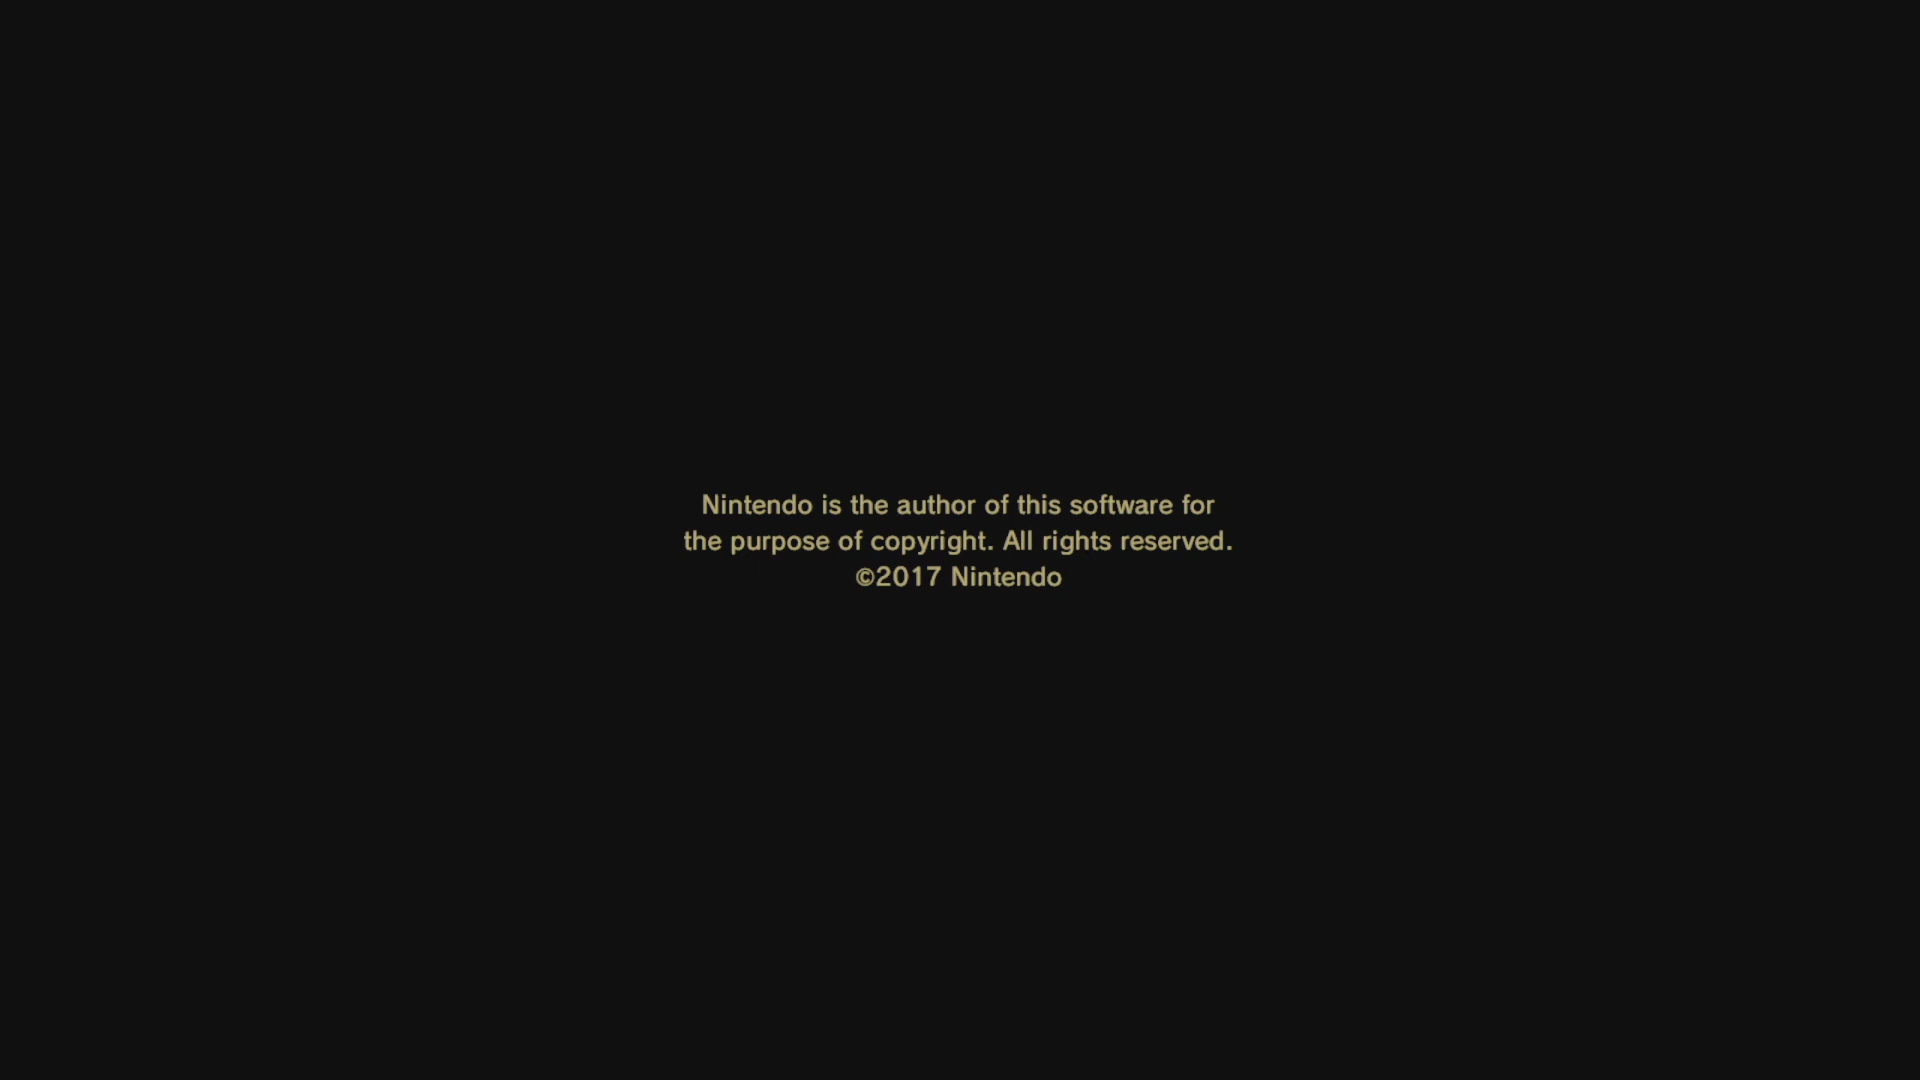 Nintendo is the author of this software for
the purpose of copyright. All rights reserved.
©2017 Nintendo